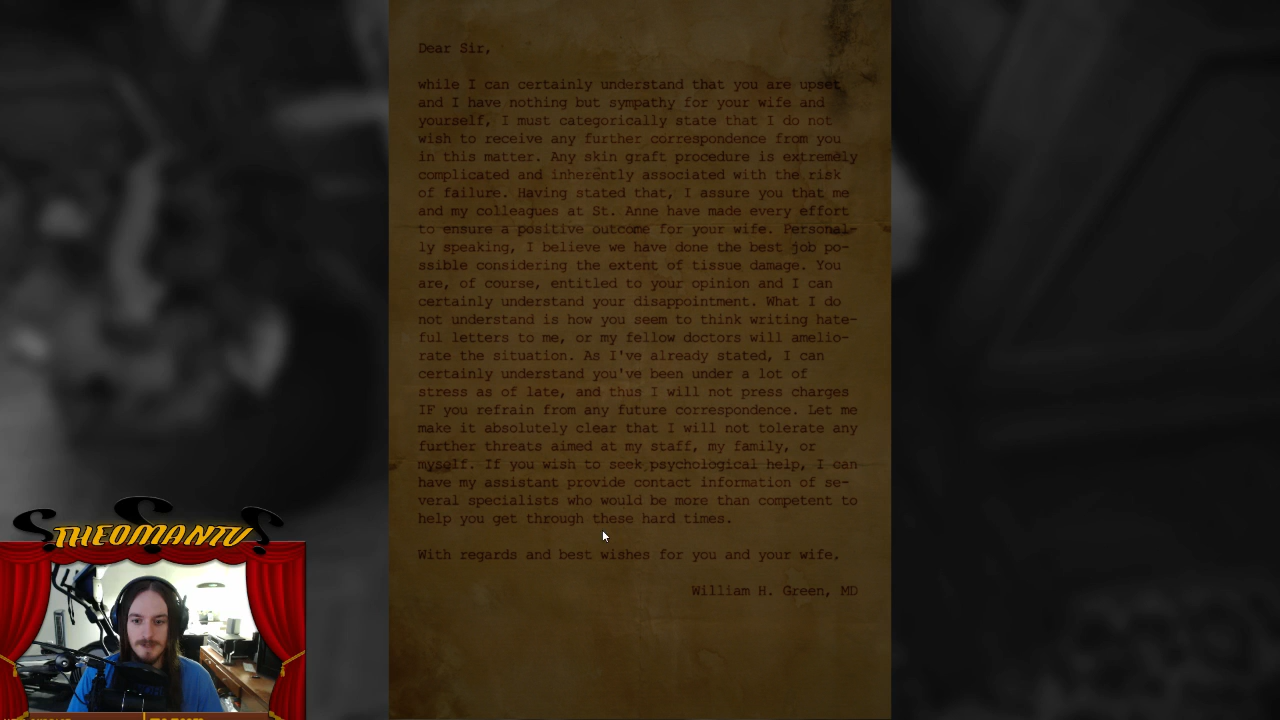 Dear Sir,
while I can certainly understand that you are upset
and I have nothing but sympathy for your wife and
yourself, I must categorically state that I do not
wish to receive any further correspondence from you
in this matter. Any skin graft procedure is extremely
complicated and inherently associated with the risk
of failure. Having stated that, I assure you that me
and my colleagues at St. Anne have made every effort
to ensure a positive outcome for your wife. Personal-
ly speaking, I believe we have done the best job po-
ssible considering the extent of tissue damage. You
are, of course, entitled to your opinion and I can
certainly understand your disappointment. What I do
not understand is how you seem to think writing hate-
ful letters to me, or my fellow doctors will amelio-
rate the situation. As I've already stated, I can
certainly understand you've been under a lot of
stress as of late, and thus I will not press charges
IF you refrain from any future correspondence. Let me
make it absolutely clear that I will not tolerate any
further threats aimed at my staff, my family, or
myself. If you wish to seek psychological help, I can
have my assistant provide contact information of se-
veral specialists who would be more than competent to
help you get through these hard times.
With regards and best wishes for you and your wife.
William H. Green, MD
THEOMANTUS